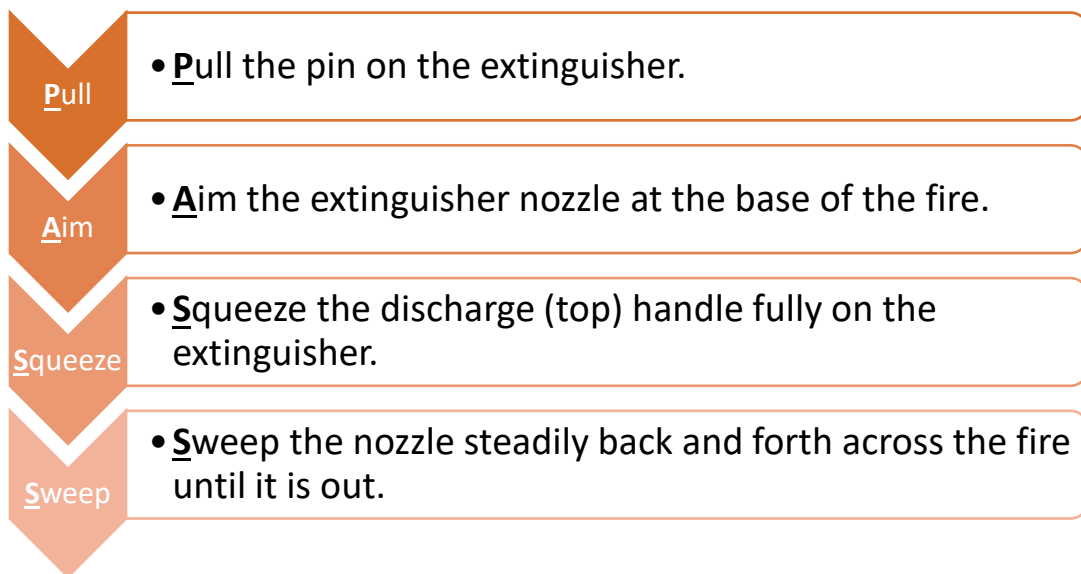 Pull
• Pull the pin on the extinguisher.
Aim
• Aim the extinguisher nozzle at the base of the fire.
Squeeze
• Squeeze the discharge (top) handle fully on the
extinguisher.
Sweep
• Sweep the nozzle steadily back and forth across the fire
until it is out.